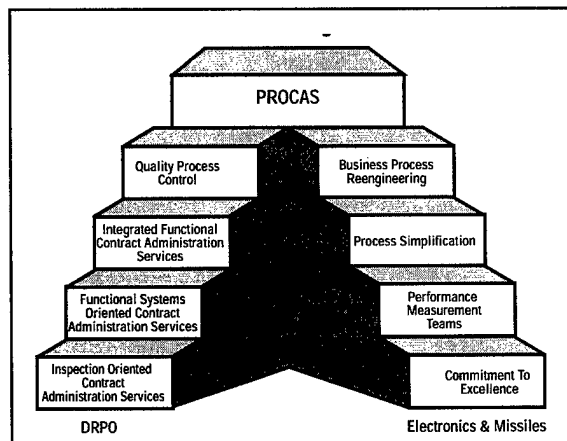 PROCAS
Quality Process
Control
Business Process
Reengineering
Integrated Functional
Contract Administration
Services
Process Simplification
Functional Systems
Oriented Contract
Administration Services
Performance
Measurement
Teams
Inspection Oriented
Contract
Administration Services
Commitment To
Excellence
DRPO
Electronics & Missiles